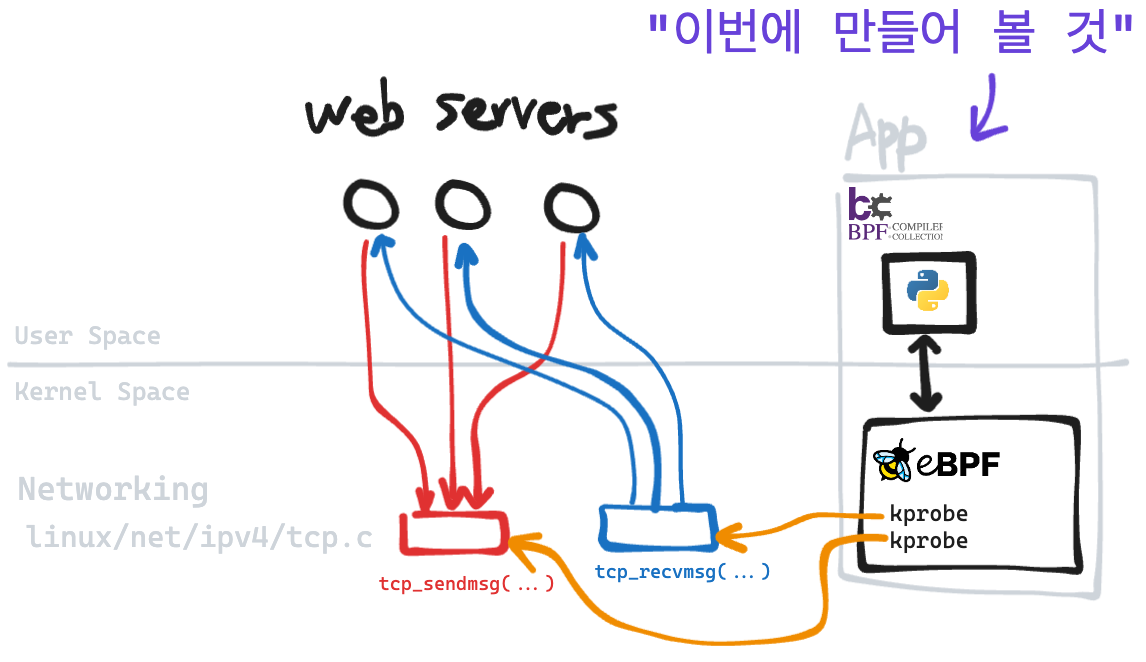 "이번에 만들어 볼 것"
web servers
App
bc
BPF COMPILER COLLECTION
User Space
Kernel Space
eBPF
Networking
linux/net/ipv4/tcp.c
kprobe
kprobe
tcp_sendmsg(...)
tcp_recvmsg(...)